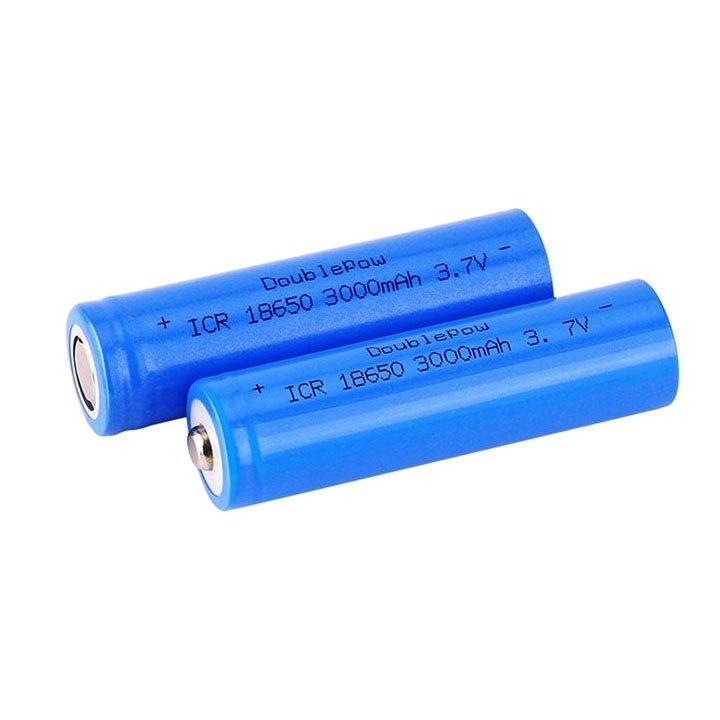 DoublePow
+ ICR 18650 3000mAh 3.7V -
DoublePow
+ ICR 18650 3000mAh 3. 7V -